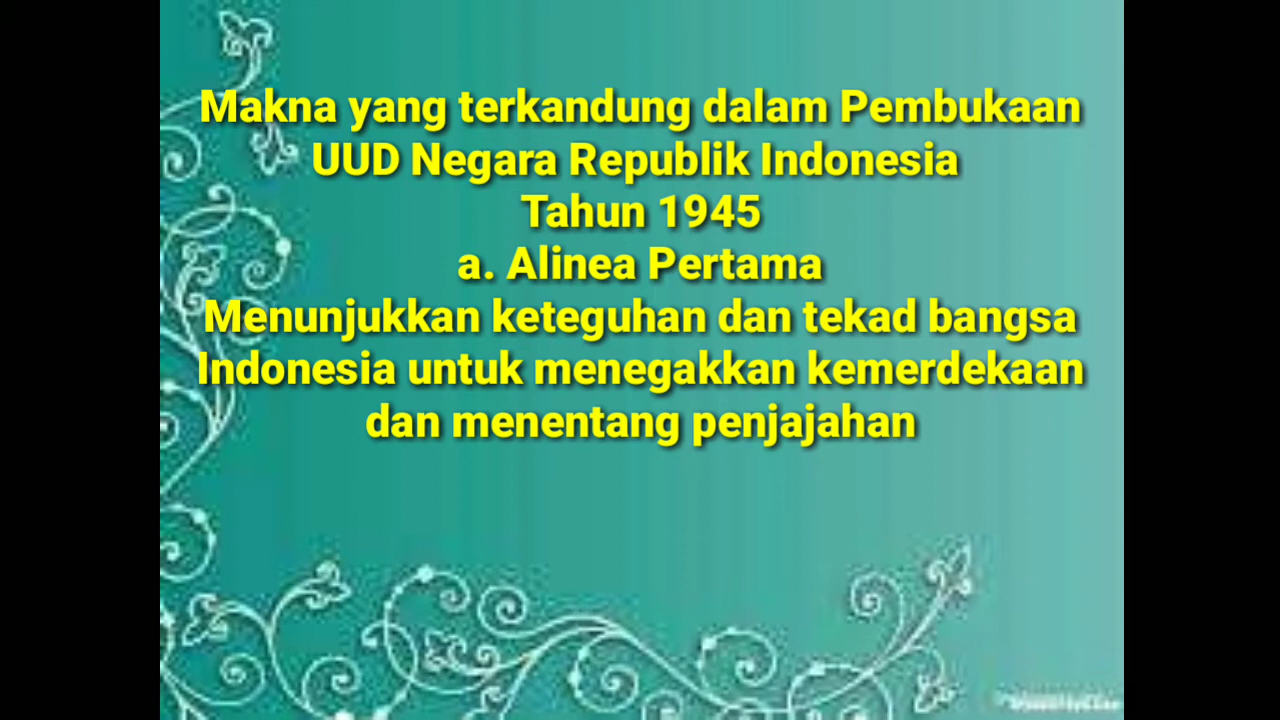 Makna yang terkandung dalam Pembukaan
UUD Negara Republik Indonesia
Tahun 1945
a. Alinea Pertama
Menunjukkan keteguhan dan tekad bangsa
Indonesia untuk menegakkan kemerdekaan
dan menentang penjajahan